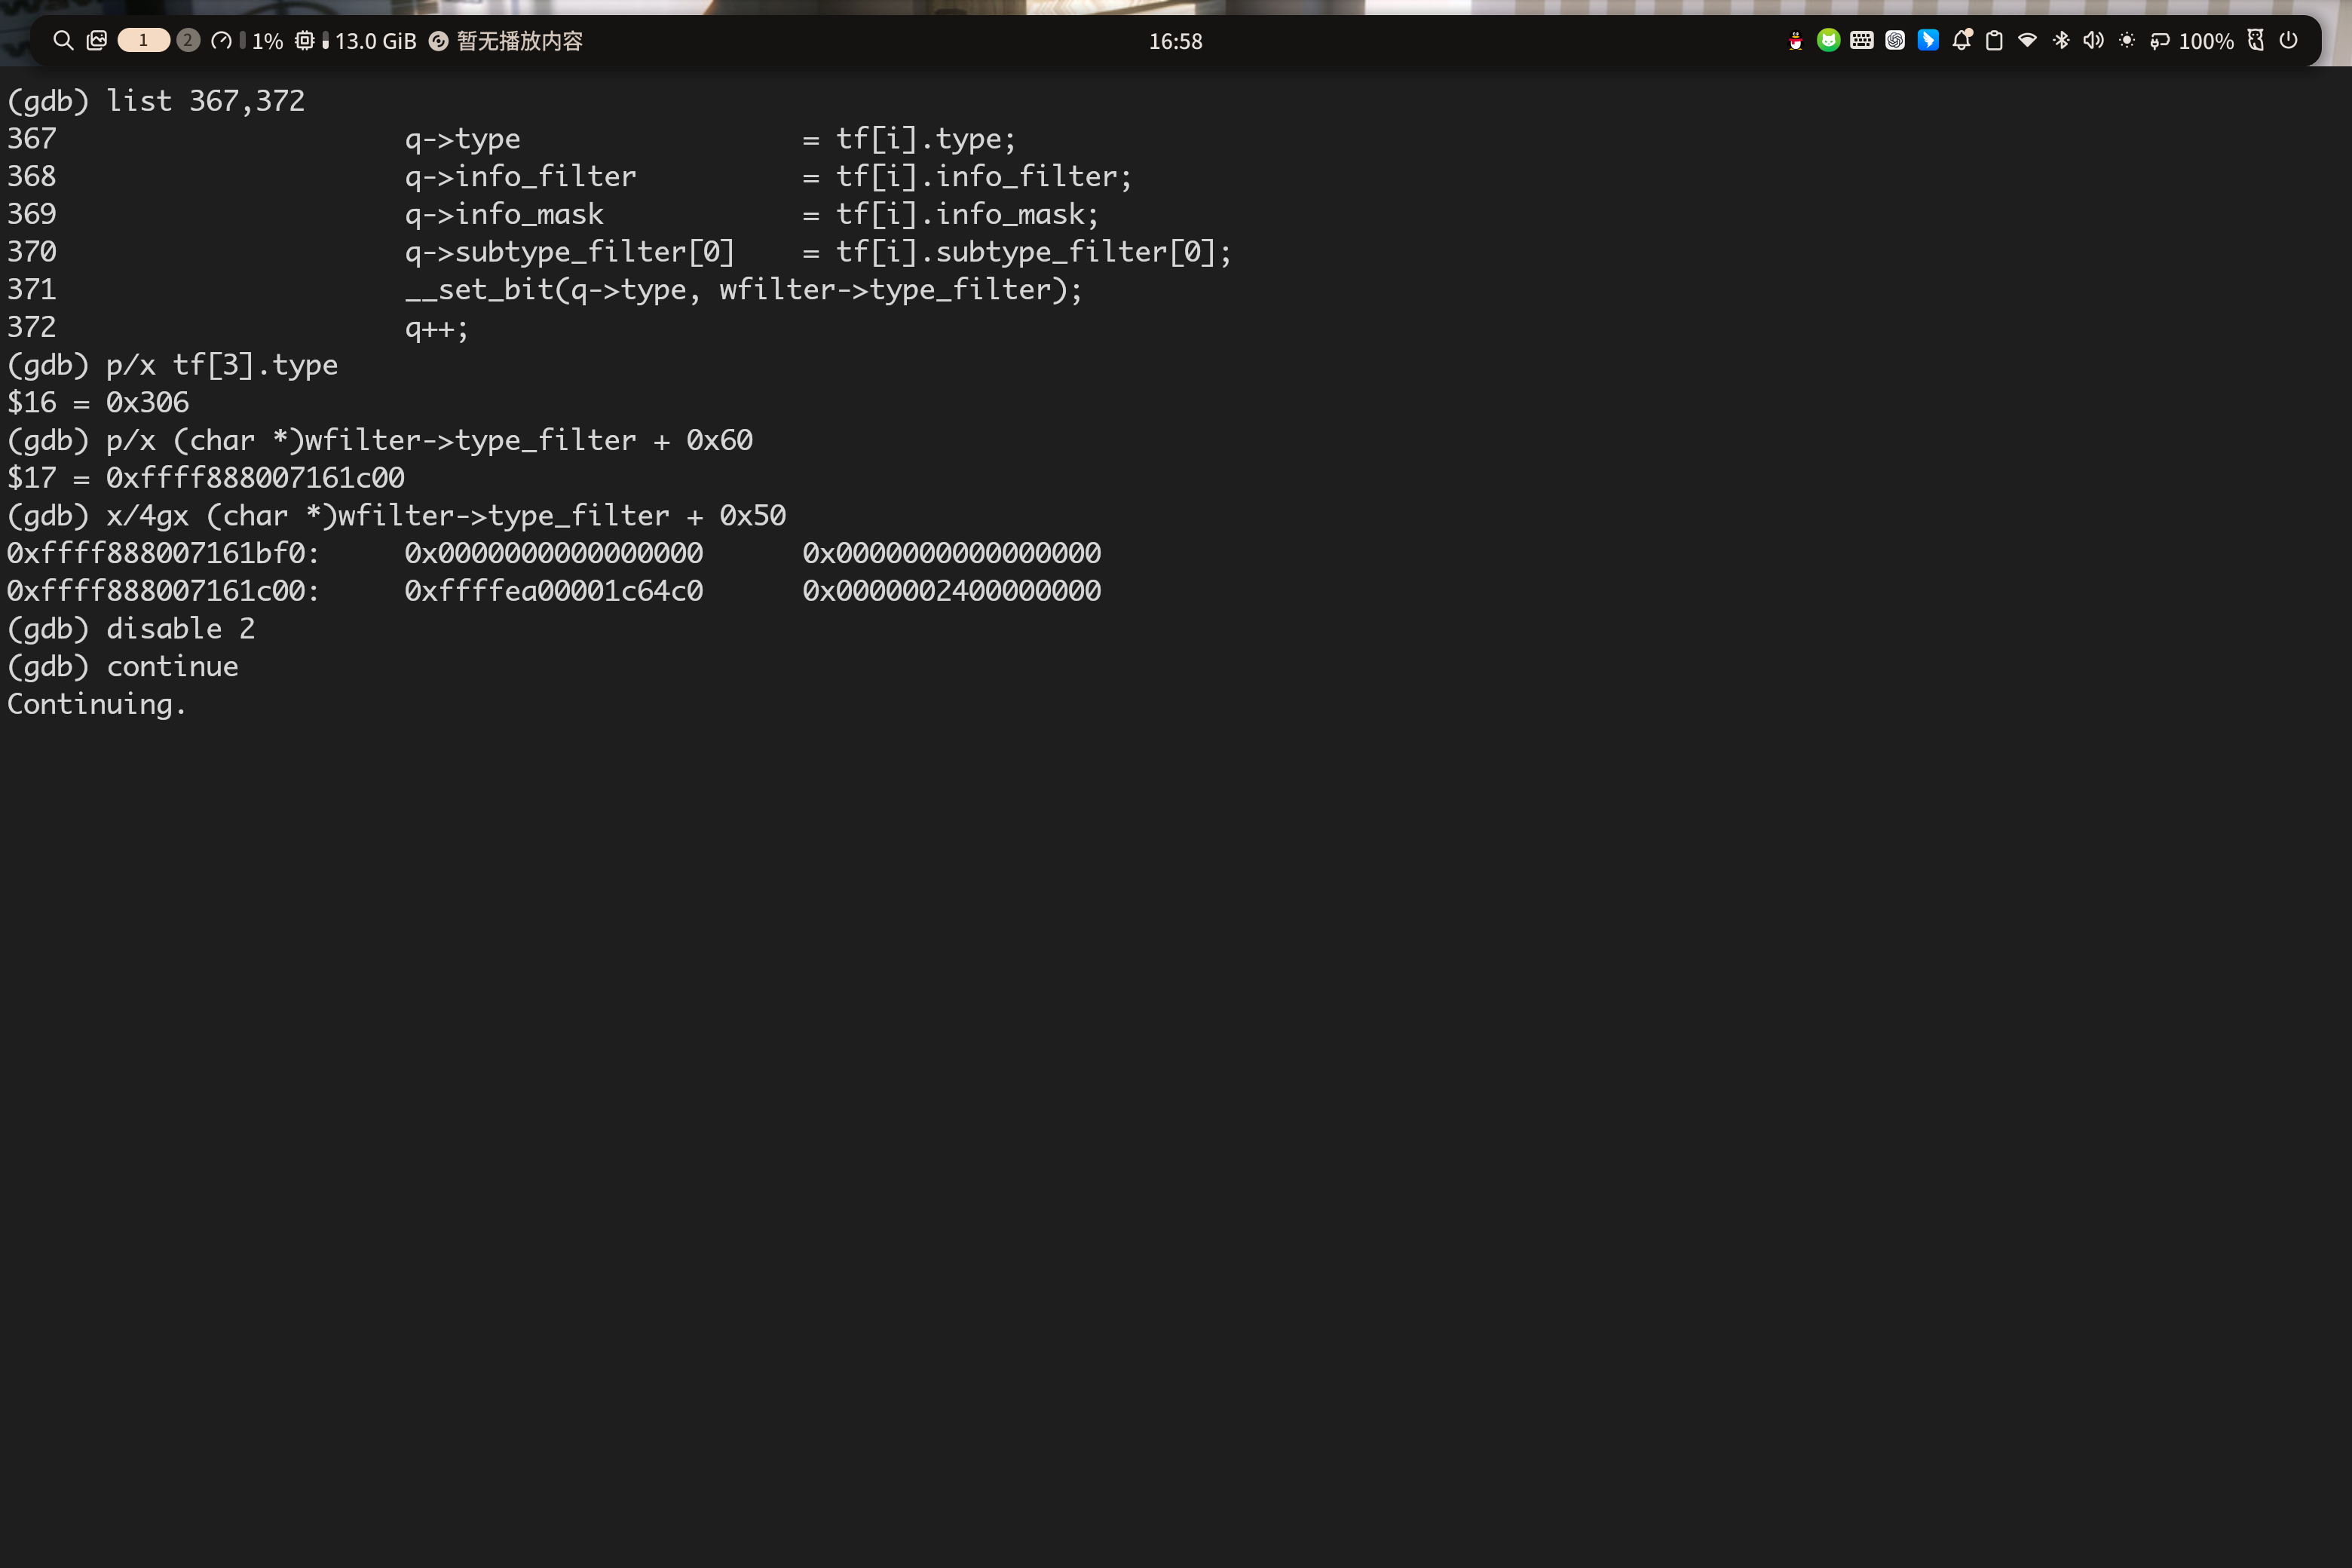 1 2 1% 13.0 GiB 暂无播放内容 16:58 100%
(gdb) list 367,372
367 q->type = tf[i].type;
368 q->info_filter = tf[i].info_filter;
369 q->info_mask = tf[i].info_mask;
370 q->subtype_filter[0] = tf[i].subtype_filter[0];
371 __set_bit(q->type, wfilter->type_filter);
372 q++;
(gdb) p/x tf[3].type
$16 = 0x306
(gdb) p/x (char *)wfilter->type_filter + 0x60
$17 = 0xffff888007161c00
(gdb) x/4gx (char *)wfilter->type_filter + 0x50
0xffff888007161bf0: 0x0000000000000000 0x0000000000000000
0xffff888007161c00: 0xffffea00001c64c0 0x0000002400000000
(gdb) disable 2
(gdb) continue
Continuing.